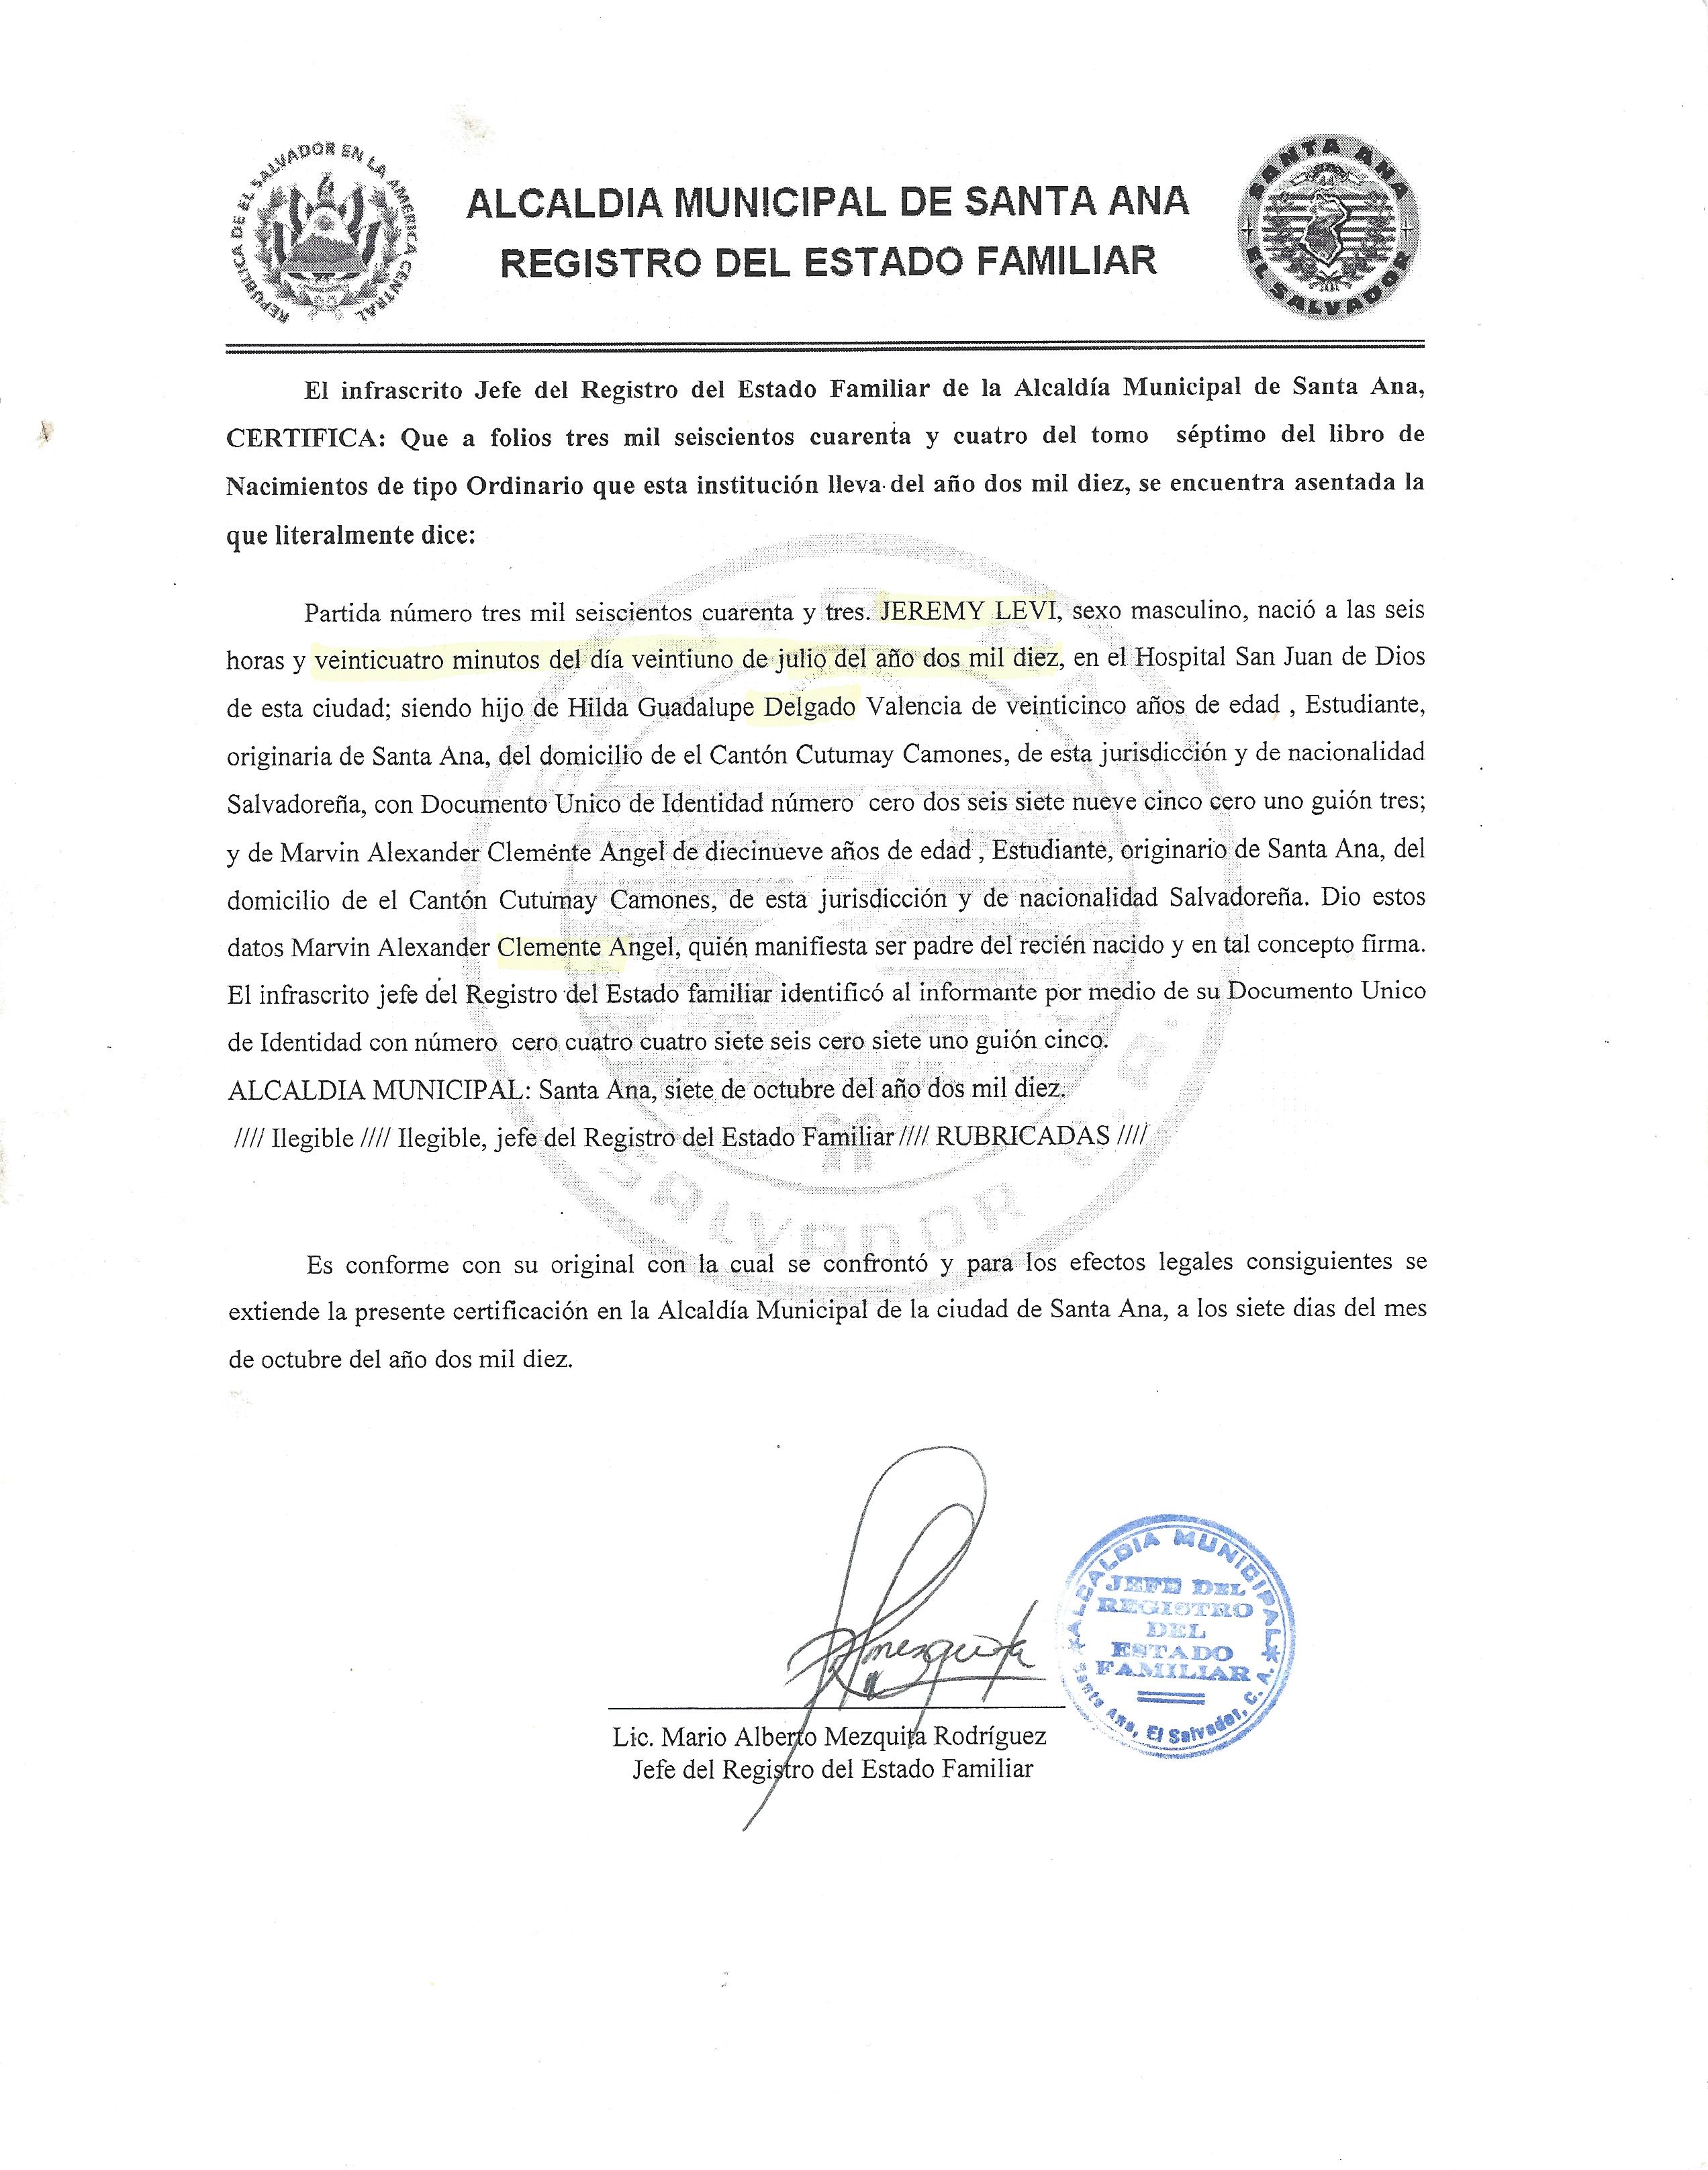 REPUBLICA DE EL SALVADOR EN LA AMERICA CENTRAL
ALCALDIA MUNICIPAL DE SANTA ANA
REGISTRO DEL ESTADO FAMILIAR
SANTA ANA
EL SALVADOR
El infrascrito Jefe del Registro del Estado Familiar de la Alcaldía Municipal de Santa Ana,
CERTIFICA: Que a folios tres mil seiscientos cuarenta y cuatro del tomo séptimo del libro de
Nacimientos de tipo Ordinario que esta institución lleva del año dos mil diez, se encuentra asentada la
que literalmente dice:
Partida número tres mil seiscientos cuarenta y tres. JEREMY LEVI, sexo masculino, nació a las seis
horas y veinticuatro minutos del día veintiuno de julio del año dos mil diez, en el Hospital San Juan de Dios
de esta ciudad; siendo hijo de Hilda Guadalupe Delgado Valencia de veinticinco años de edad , Estudiante,
originaria de Santa Ana, del domicilio de el Cantón Cutumay Camones, de esta jurisdicción y de nacionalidad
Salvadoreña, con Documento Unico de Identidad número cero dos seis siete nueve cinco cero uno guión tres;
y de Marvin Alexander Clemente Angel de diecinueve años de edad , Estudiante, originario de Santa Ana, del
domicilio de el Cantón Cutumay Camones, de esta jurisdicción y de nacionalidad Salvadoreña. Dio estos
datos Marvin Alexander Clemente Angel, quién manifiesta ser padre del recién nacido y en tal concepto firma.
El infrascrito jefe del Registro del Estado familiar identificó al informante por medio de su Documento Unico
de Identidad con número cero cuatro cuatro siete seis cero siete uno guión cinco.
ALCALDIA MUNICIPAL: Santa Ana, siete de octubre del año dos mil diez.
//// Ilegible //// Ilegible, jefe del Registro del Estado Familiar //// RUBRICADAS ////
SALVADOR
Es conforme con su original con la cual se confrontó y para los efectos legales consiguientes se
extiende la presente certificación en la Alcaldía Municipal de la ciudad de Santa Ana, a los siete dias del mes
de octubre del año dos mil diez.
ALCALDIA MUNICIPAL
JEFE DEL
REGISTRO
DEL
ESTADO
FAMILIAR
Santa Ana, El Salvador, C. A.
Lic. Mario Alberto Mezquita Rodríguez
Jefe del Registro del Estado Familiar